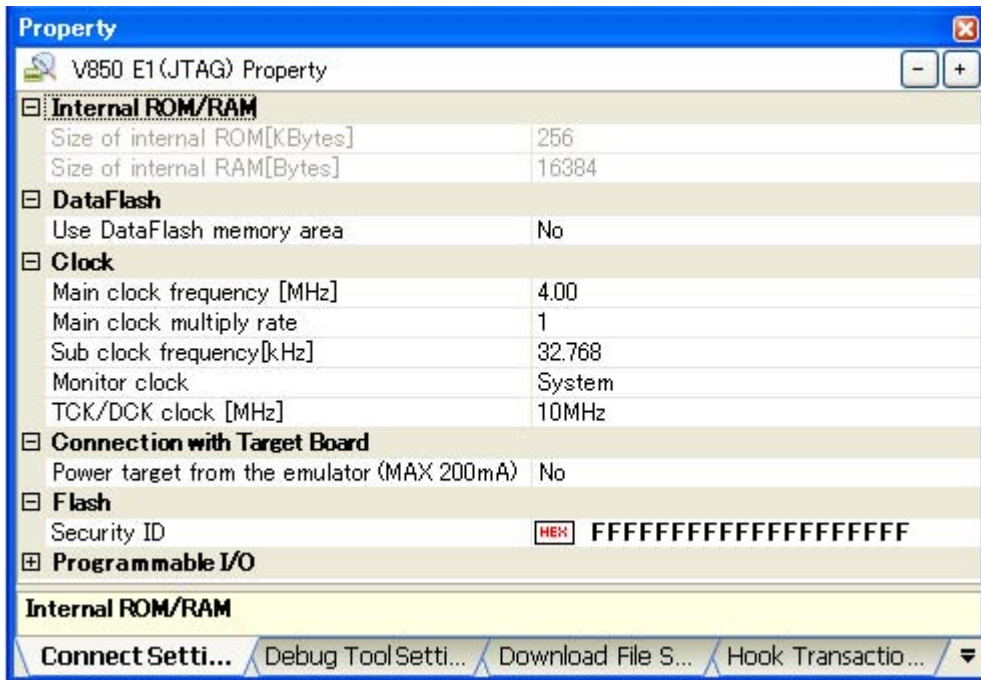 Property
V850 E1(JTAG) Property
Internal ROM/RAM
Size of internal ROM[KBytes] 256
Size of internal RAM[Bytes] 16384
DataFlash
Use DataFlash memory area No
Clock
Main clock frequency [MHz] 4.00
Main clock multiply rate 1
Sub clock frequency[kHz] 32.768
Monitor clock System
TCK/DCK clock [MHz] 10MHz
Connection with Target Board
Power target from the emulator (MAX 200mA) No
Flash
Security ID HEX FFFFFFFFFFFFFFFFFFFF
Programmable I/O
Internal ROM/RAM
Connect Setti... Debug Tool Setti... Download File S... Hook Transactio...